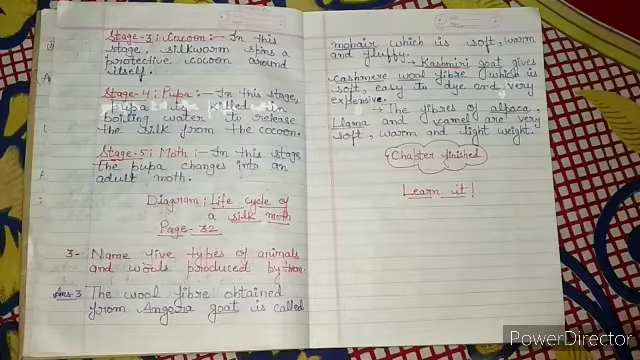 Stage-3: Cocoon:- In this
stage, silkworm spins a
protective cocoon around
itself.
Stage-4: Pupa:- In this stage,
pupa is killed in
boiling water to release
the silk from the cocoon.
Stage-5: Moth:- In this stage
The pupa changes into an
adult moth.
Diagram: Life cycle of
a silk moth
Page-32
3- Name five types of animals
and wools produced by them.
Ans-3 The wool fibre obtained
from Angora goat is called
mohair which is soft, warm
and fluffy.
→ Kashmiri goat gives
cashmere wool fibre which is
soft, easy to dye and very
expensive.
→ The fibres of alpaca,
Llama and camel are very
soft, warm and light weight.
Chapter finished
Learn it!
PowerDirector